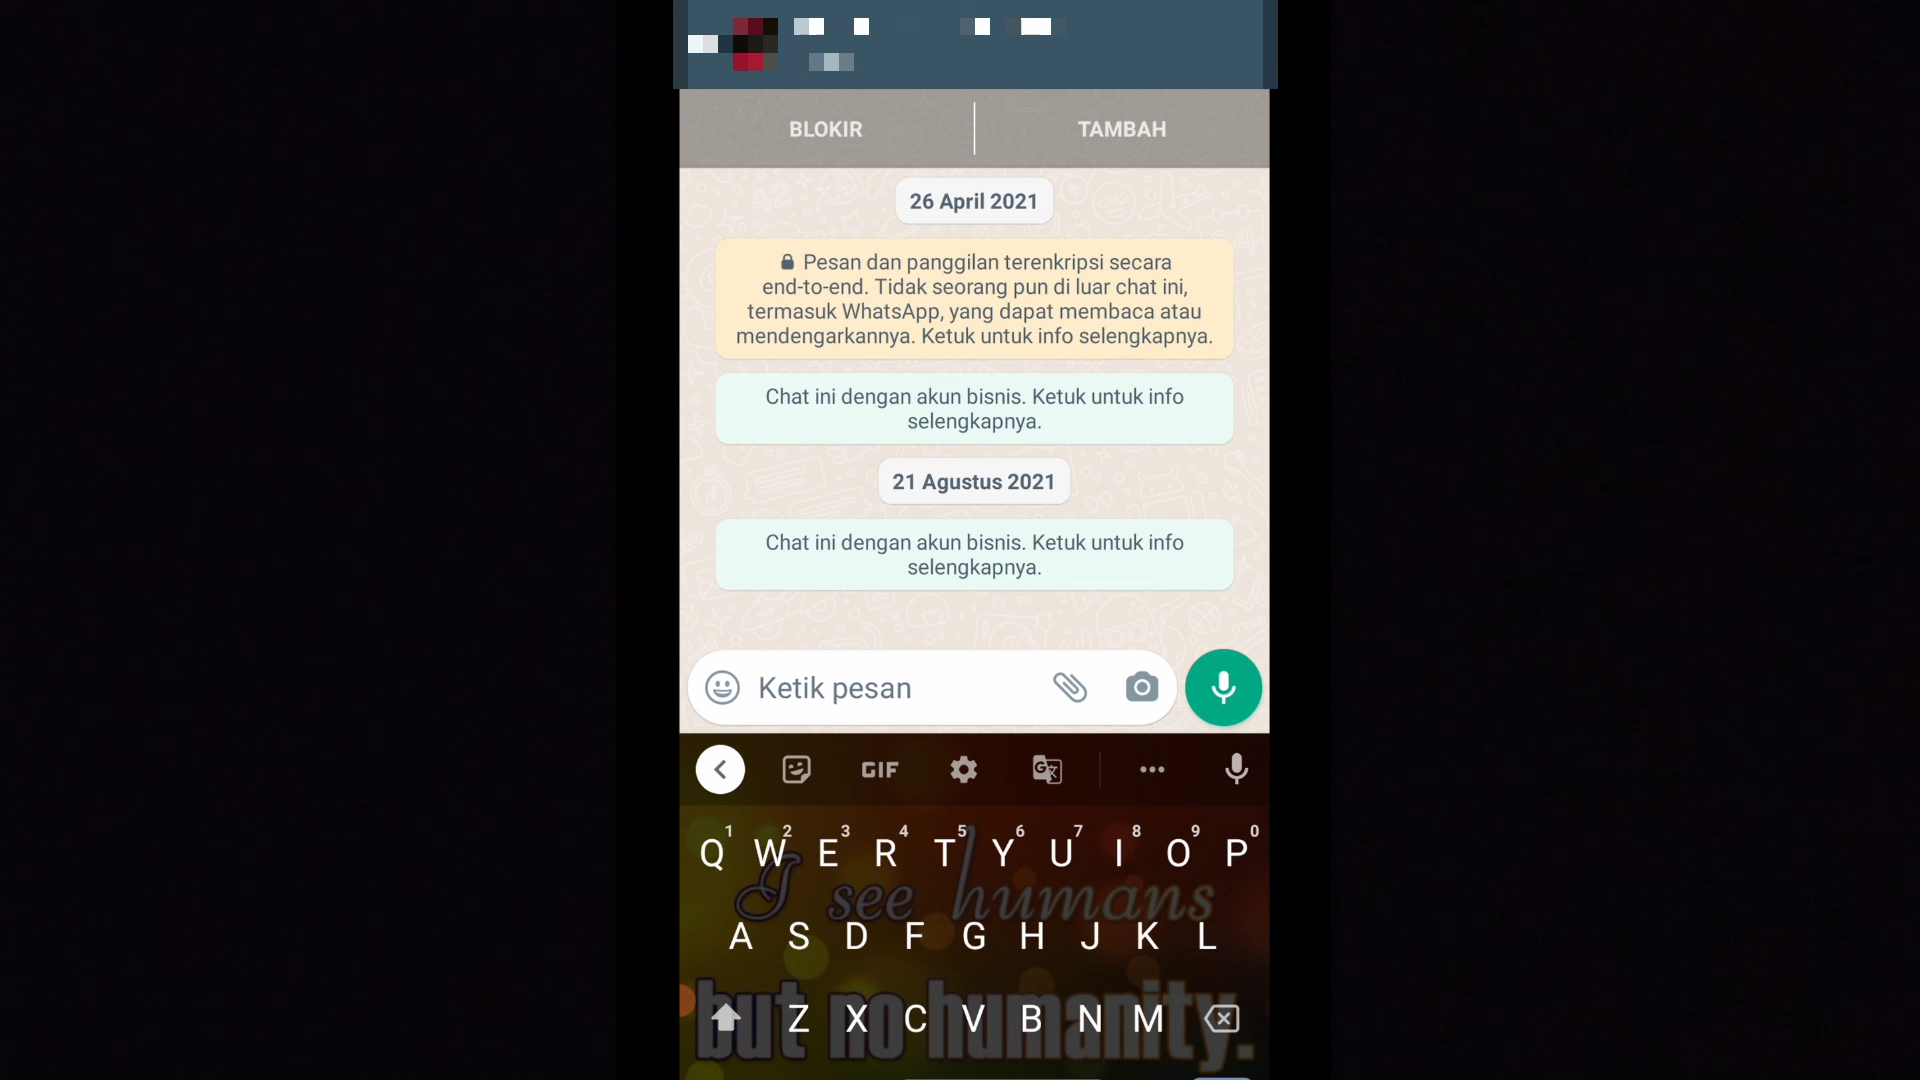 BLOKIR
TAMBAH
26 April 2021
Pesan dan panggilan terenkripsi secara
end-to-end. Tidak seorang pun di luar chat ini,
termasuk WhatsApp, yang dapat membaca atau
mendengarkannya. Ketuk untuk info selengkapnya.
Chat ini dengan akun bisnis. Ketuk untuk info
selengkapnya.
21 Agustus 2021
Chat ini dengan akun bisnis. Ketuk untuk info
selengkapnya.
Ketik pesan
GIF
1 2 3 4 5 6 7 8 9 0
Q W E R T Y U I O P
I see humans
A S D F G H J K L
Z X C V B N M
but no humanity.